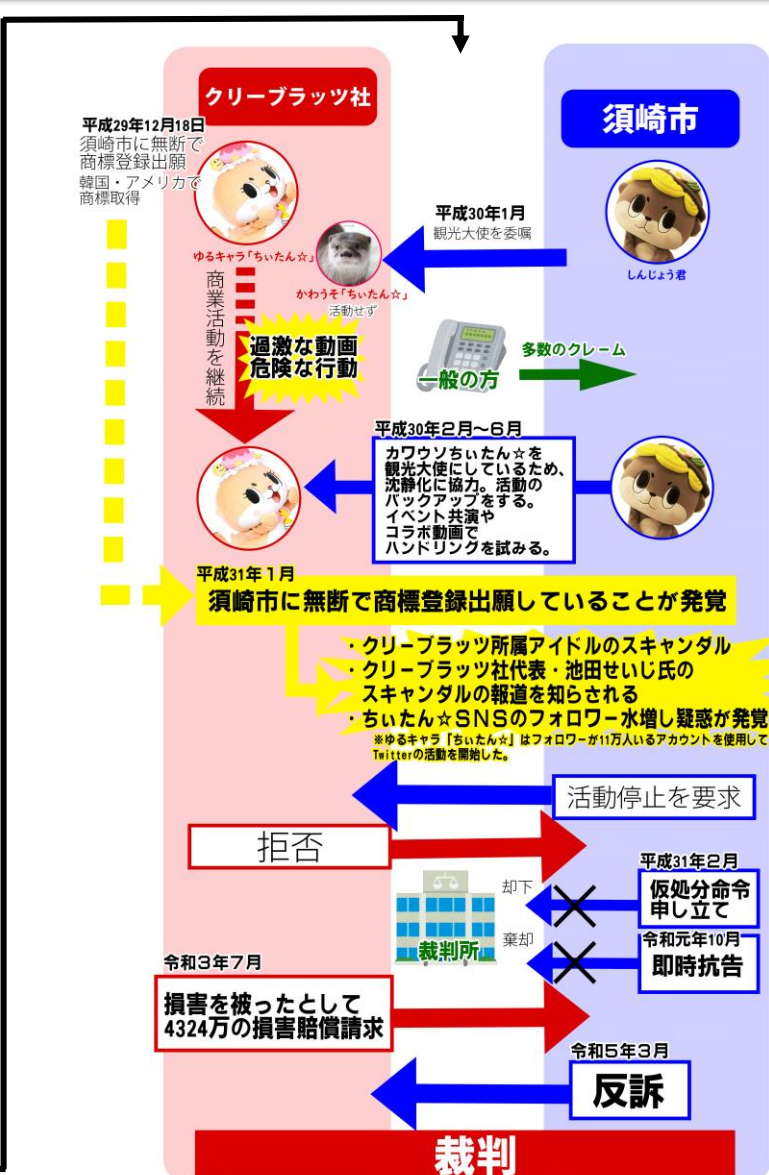 クリーブラッツ社
須崎市
平成29年12月18日
須崎市に無断で
商標登録出願
韓国・アメリカで
商標取得
ゆるキャラ「ちぃたん☆」
平成30年1月
観光大使を委嘱
しんじょう君
かわうそ「ちぃたん☆」
活動せず
商業活動を継続
過激な動画
危険な行動
一般の方
多数のクレーム
平成30年2月〜6月
カワウソちぃたん☆を
観光大使にしているため、
沈静化に協力。活動の
バックアップをする。
イベント共演や
コラボ動画で
ハンドリングを試みる。
平成31年1月
須崎市に無断で商標登録出願していることが発覚
・クリーブラッツ所属アイドルのスキャンダル
・クリーブラッツ社代表・池田せいじ氏の
スキャンダルの報道を知らされる
・ちぃたん☆SNSのフォロワー水増し疑惑が発覚
※ゆるキャラ「ちぃたん☆」はフォロワーが11万人いるアカウントを使用して
Twitterの活動を開始した。
活動停止を要求
拒否
平成31年2月
仮処分命令
申し立て
却下
裁判所
令和元年10月
即時抗告
棄却
令和3年7月
損害を被ったとして
4324万の損害賠償請求
令和5年3月
反訴
裁判